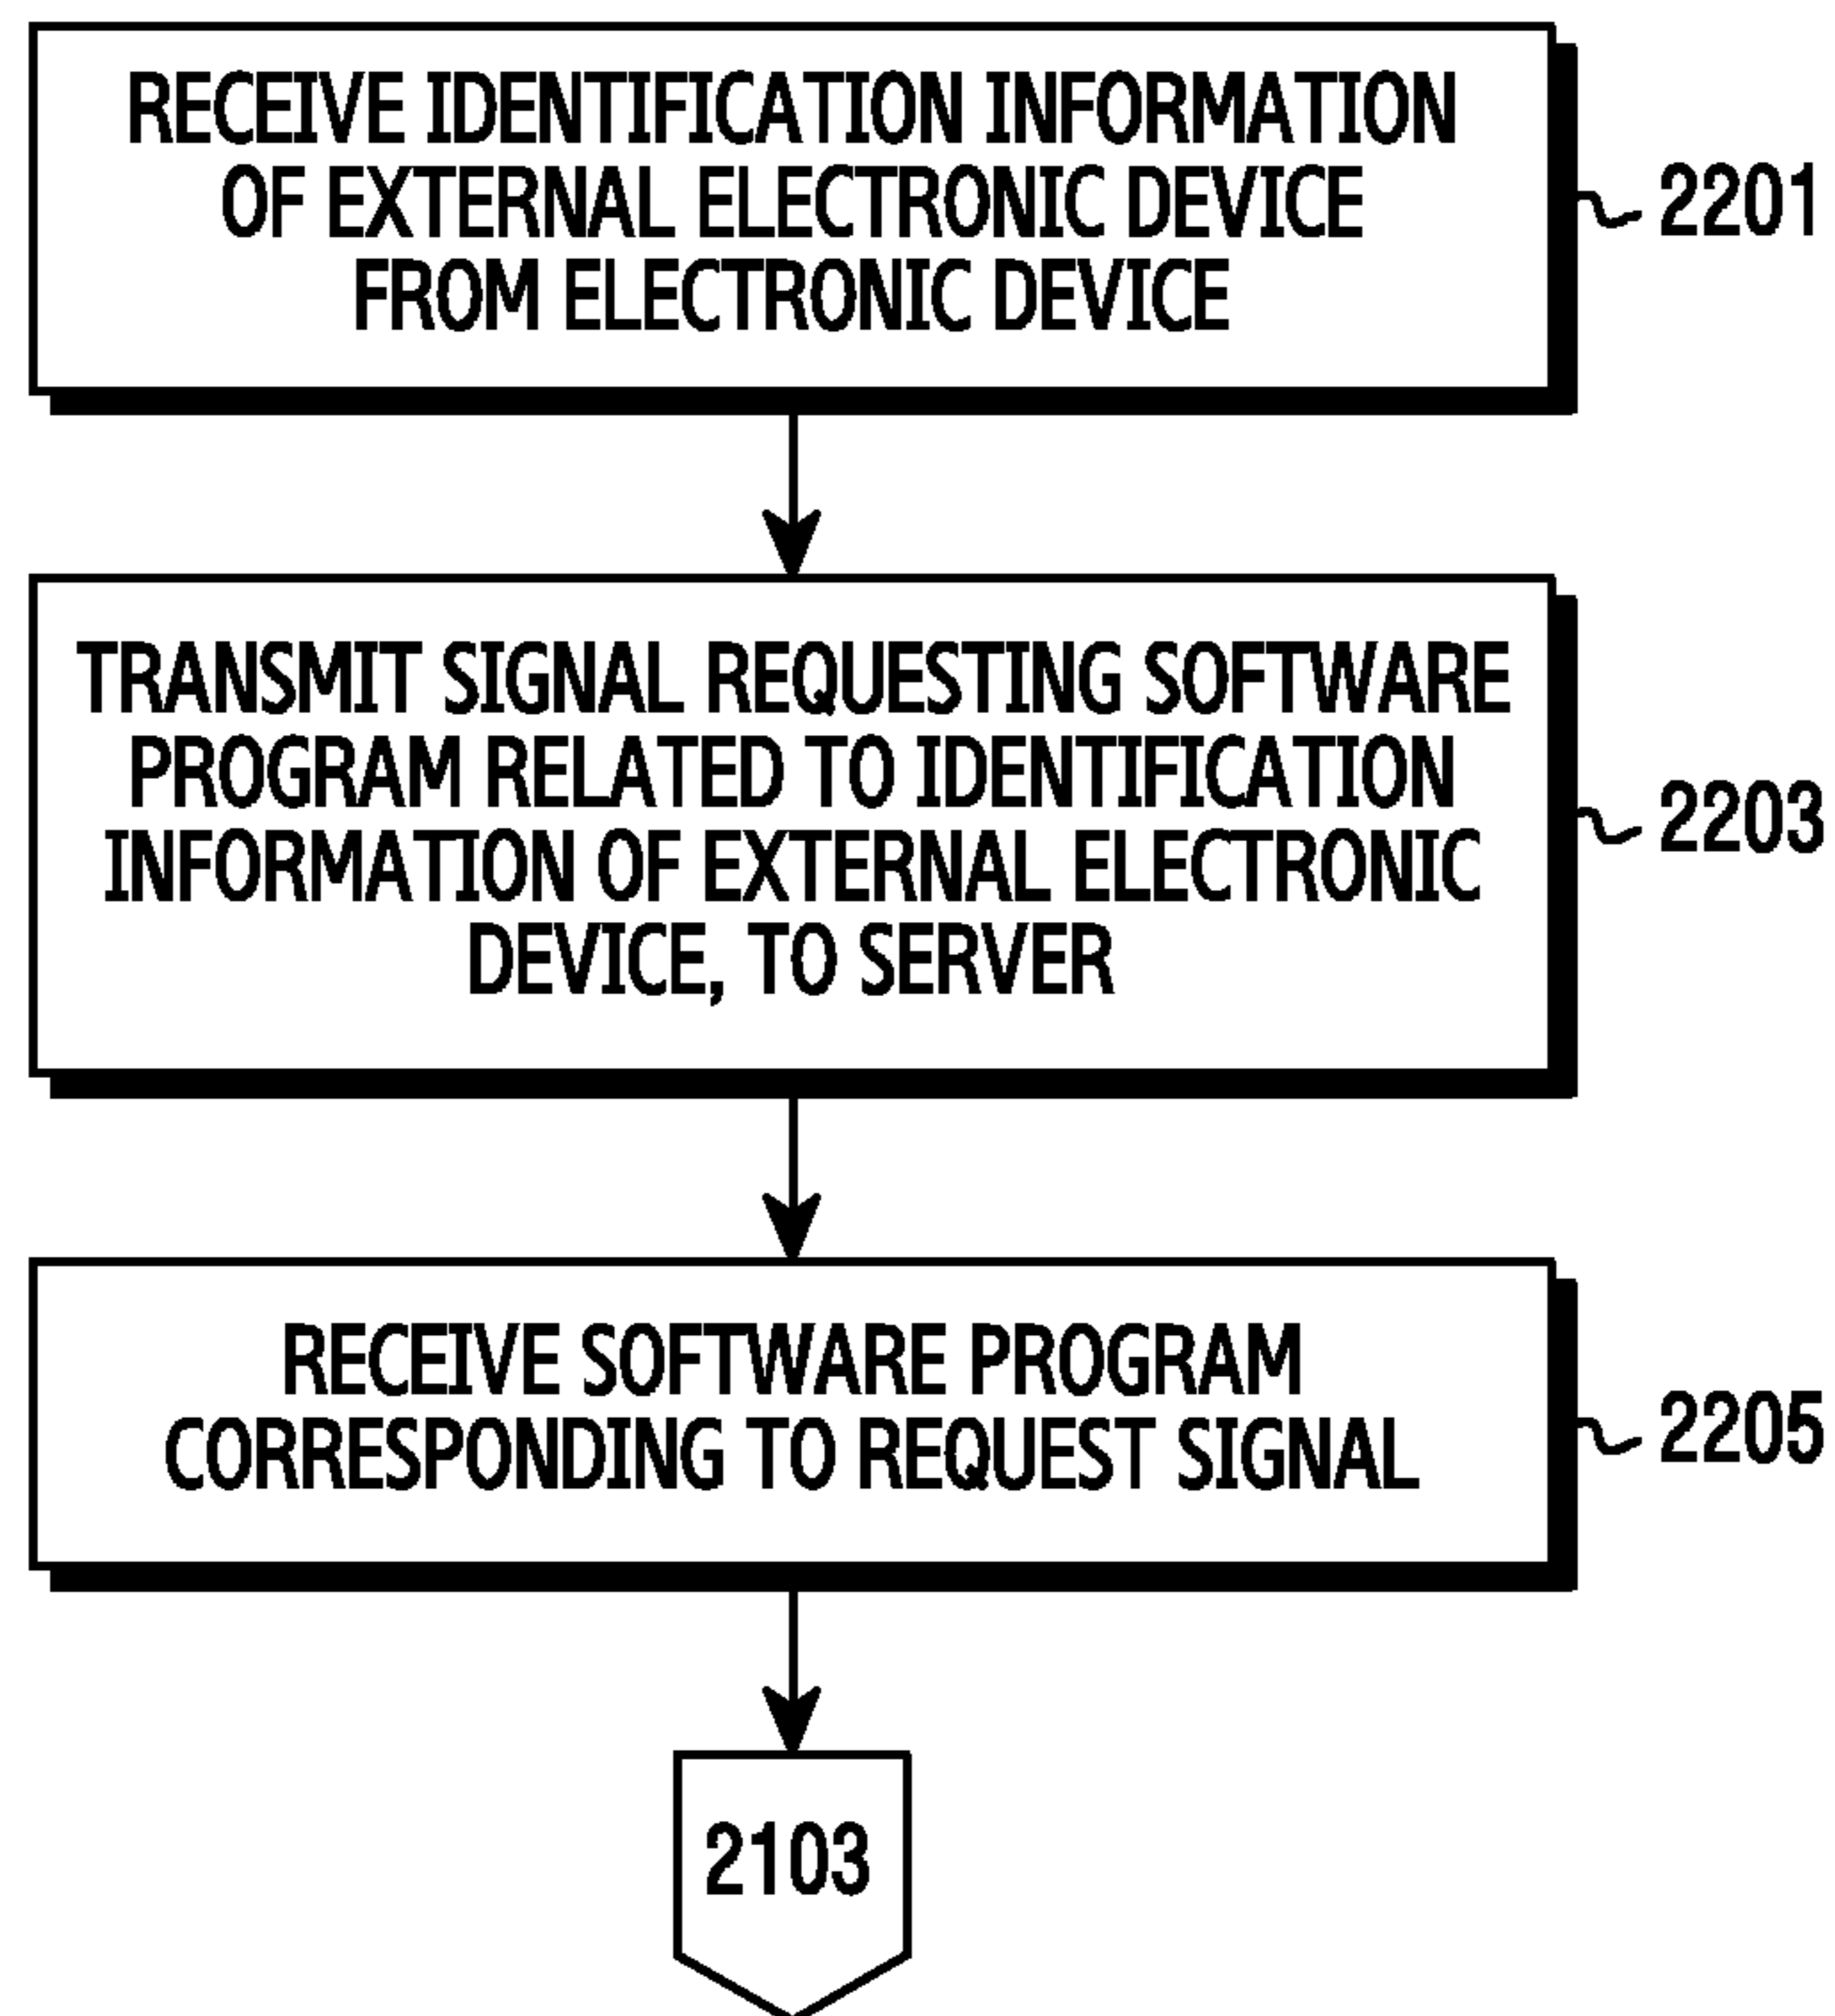 RECEIVE IDENTIFICATION INFORMATION
OF EXTERNAL ELECTRONIC DEVICE
FROM ELECTRONIC DEVICE
2201
TRANSMIT SIGNAL REQUESTING SOFTWARE
PROGRAM RELATED TO IDENTIFICATION
INFORMATION OF EXTERNAL ELECTRONIC
DEVICE, TO SERVER
2203
RECEIVE SOFTWARE PROGRAM
CORRESPONDING TO REQUEST SIGNAL
2205
2103